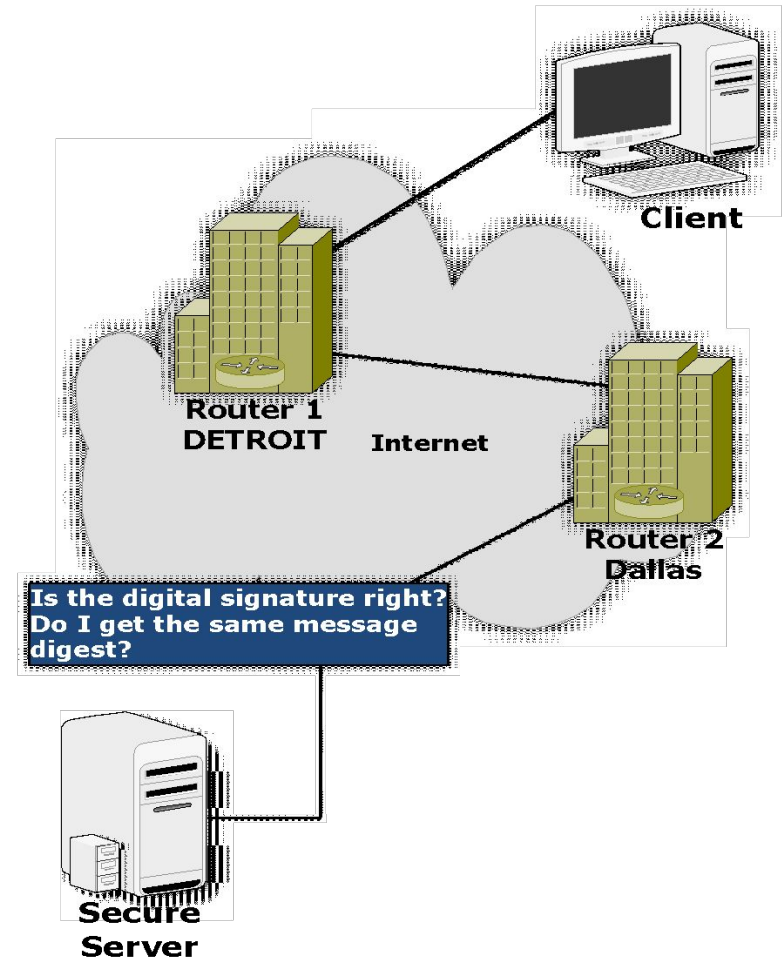 Client
Router 1
DETROIT
Internet
Router 2
Dallas
Is the digital signature right?
Do I get the same message
digest?
Secure
Server